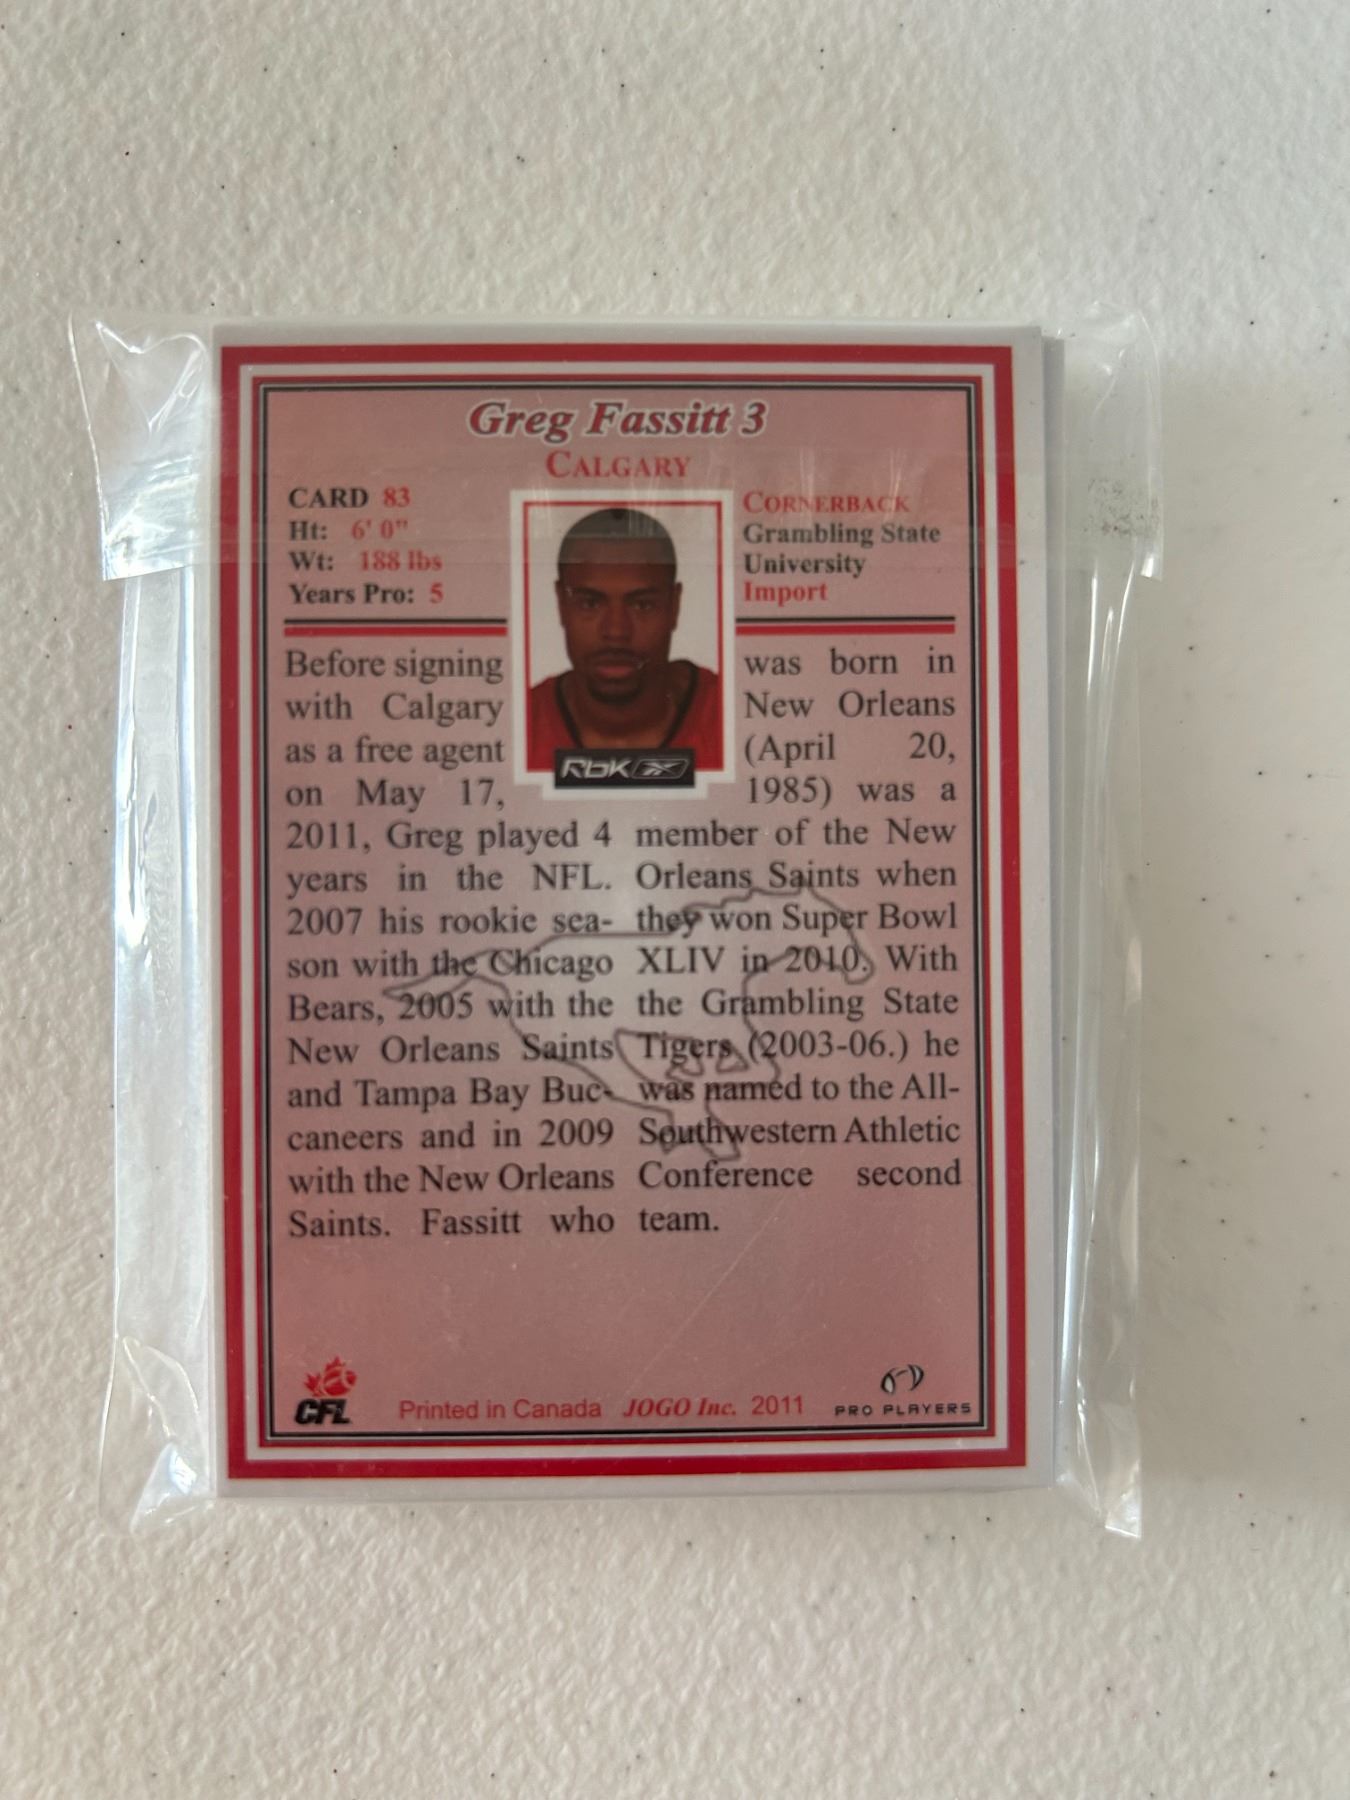 Greg Fassitt 3
CALGARY
CARD 83
Ht: 6' 0"
Wt: 188 lbs
Years Pro: 5
CORNERBACK
Grambling State
University
Import
Rbk
Before signing
with Calgary
as a free agent
on May 17,
2011, Greg played 4
years in the NFL.
2007 his rookie sea-
son with the Chicago
Bears, 2005 with the
New Orleans Saints
and Tampa Bay Buc-
caneers and in 2009
with the New Orleans
Saints. Fassitt who
was born in
New Orleans
(April 20,
1985) was a
member of the New
Orleans Saints when
they won Super Bowl
XLIV in 2010. With
the Grambling State
Tigers (2003-06.) he
was named to the All-
Southwestern Athletic
Conference second
team.
CFL
Printed in Canada JOGO Inc. 2011
PRO PLAYERS